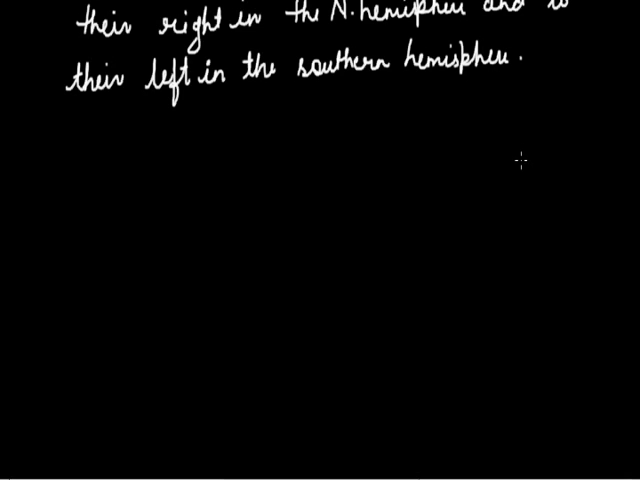 their right in the N.hemisphere and to
their left in the southern hemisphere.